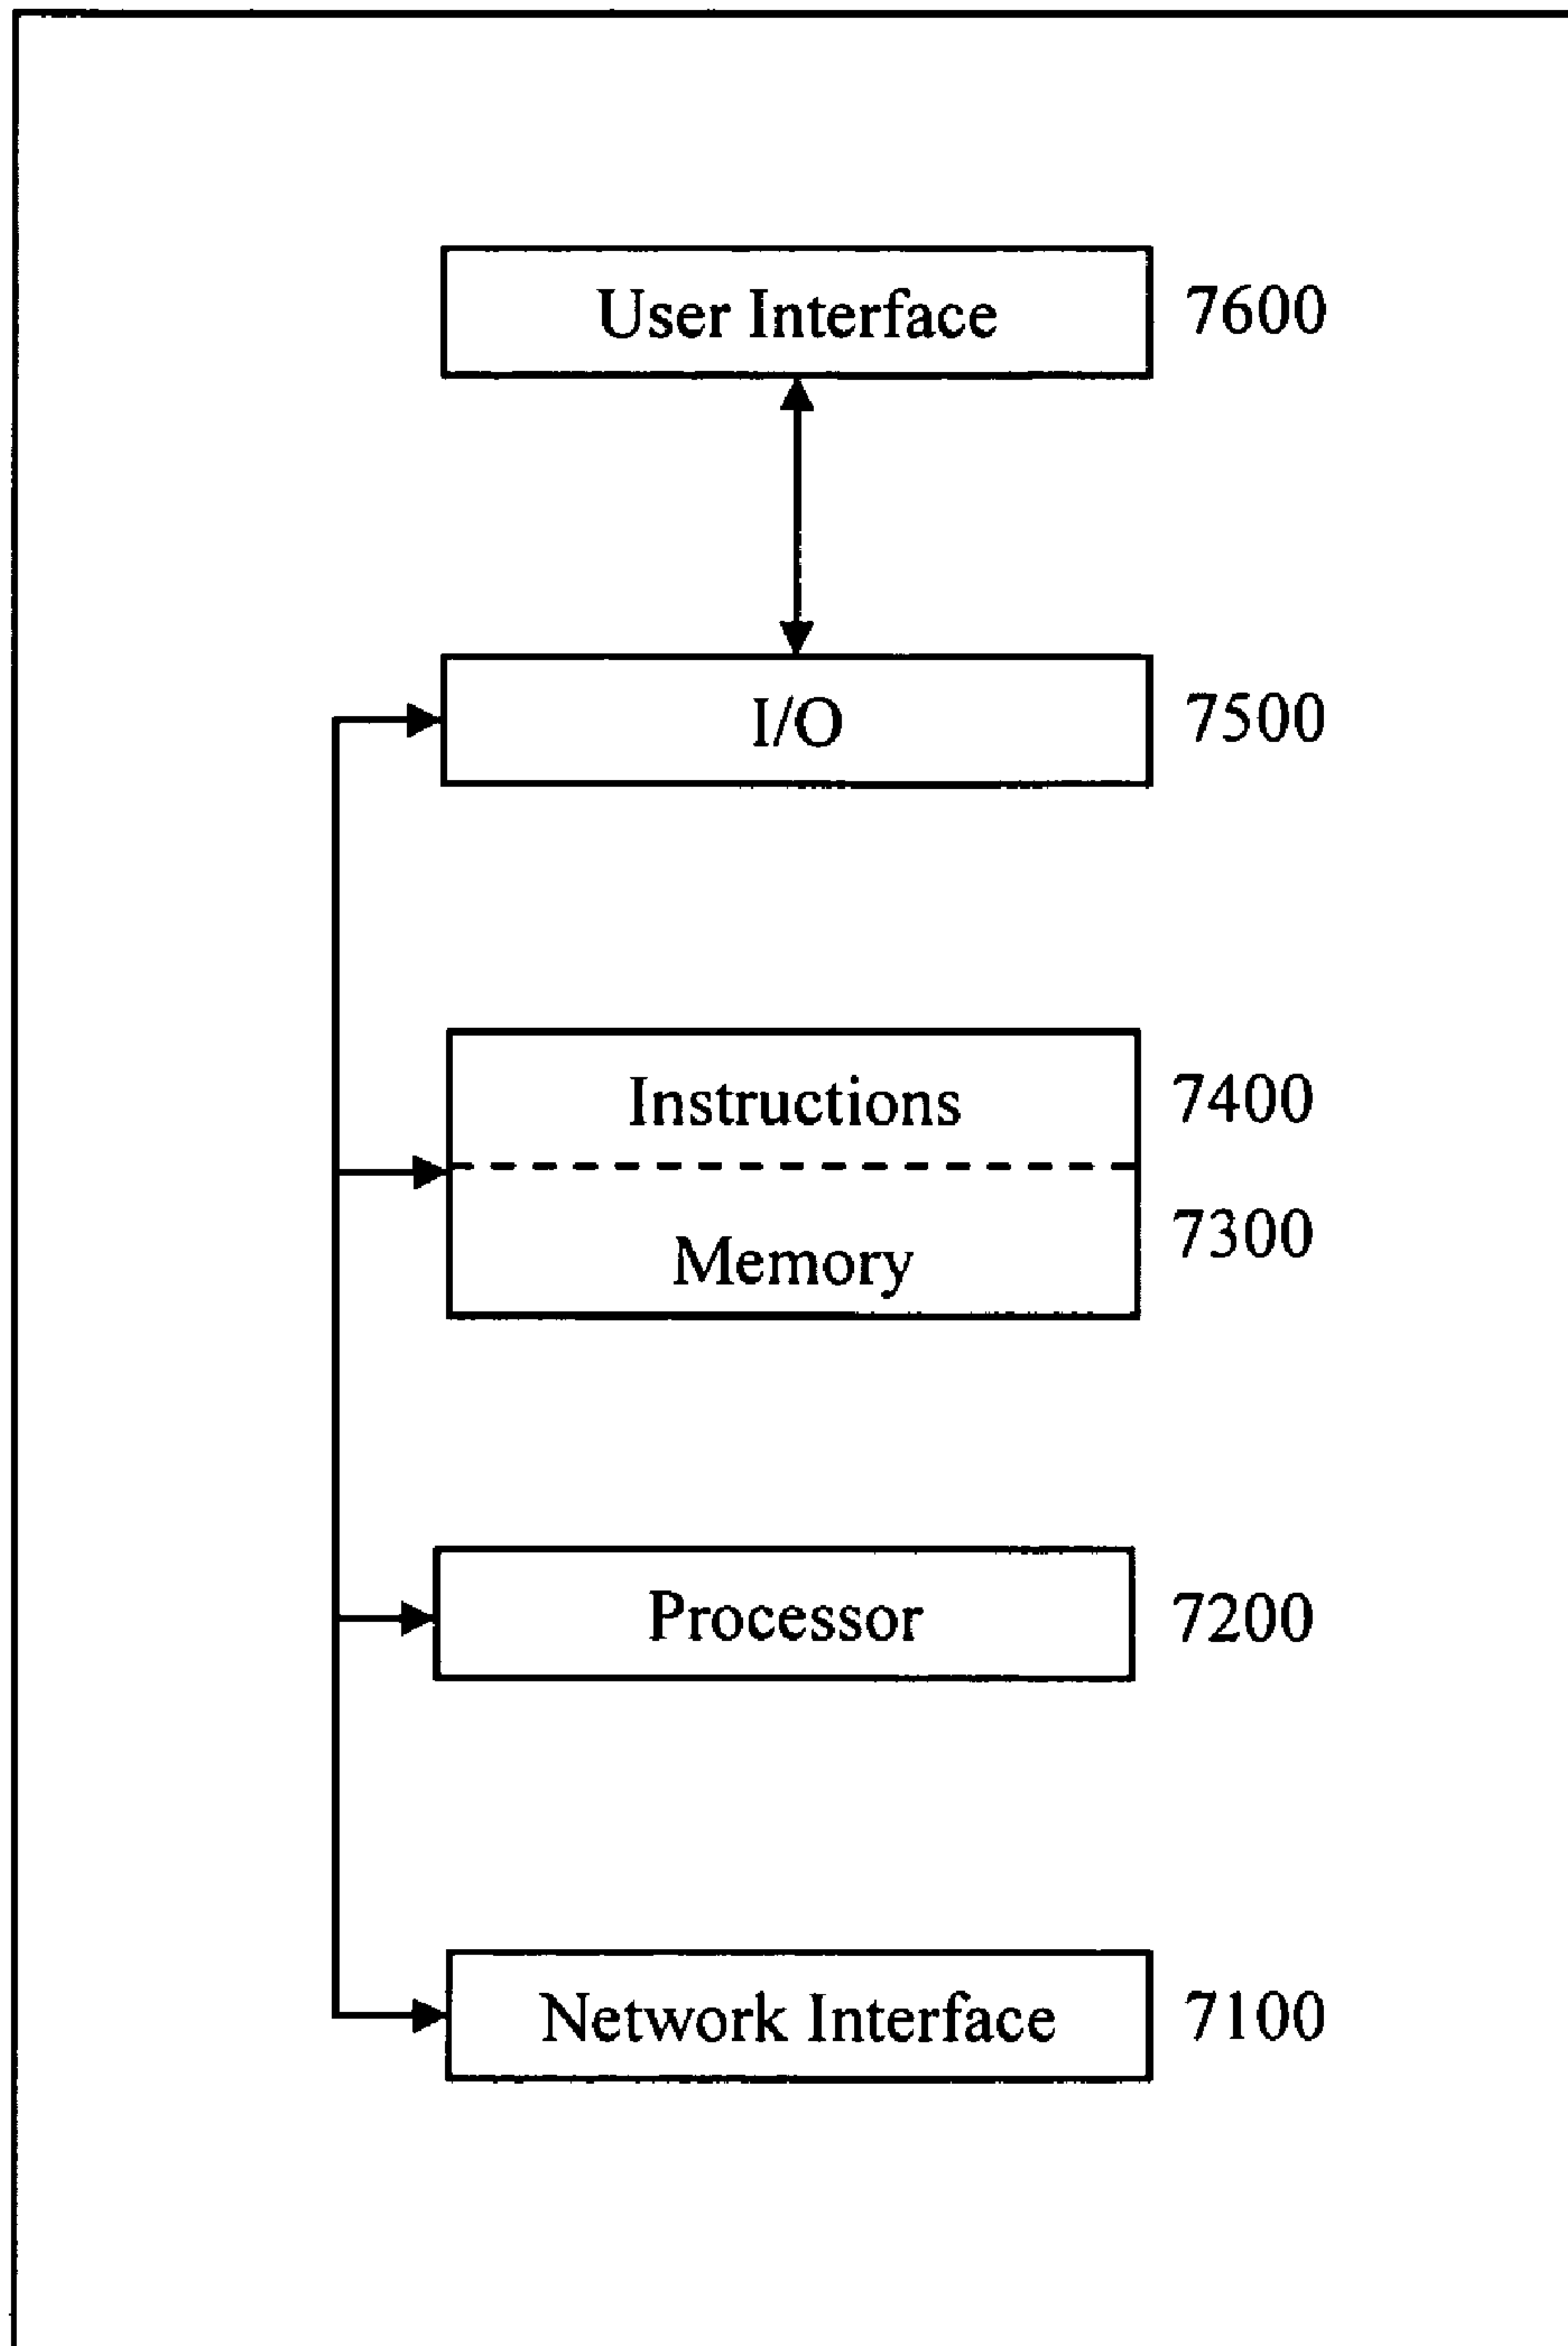 User Interface 7600
I/O 7500
Instructions 7400
Memory 7300
Processor 7200
Network Interface 7100